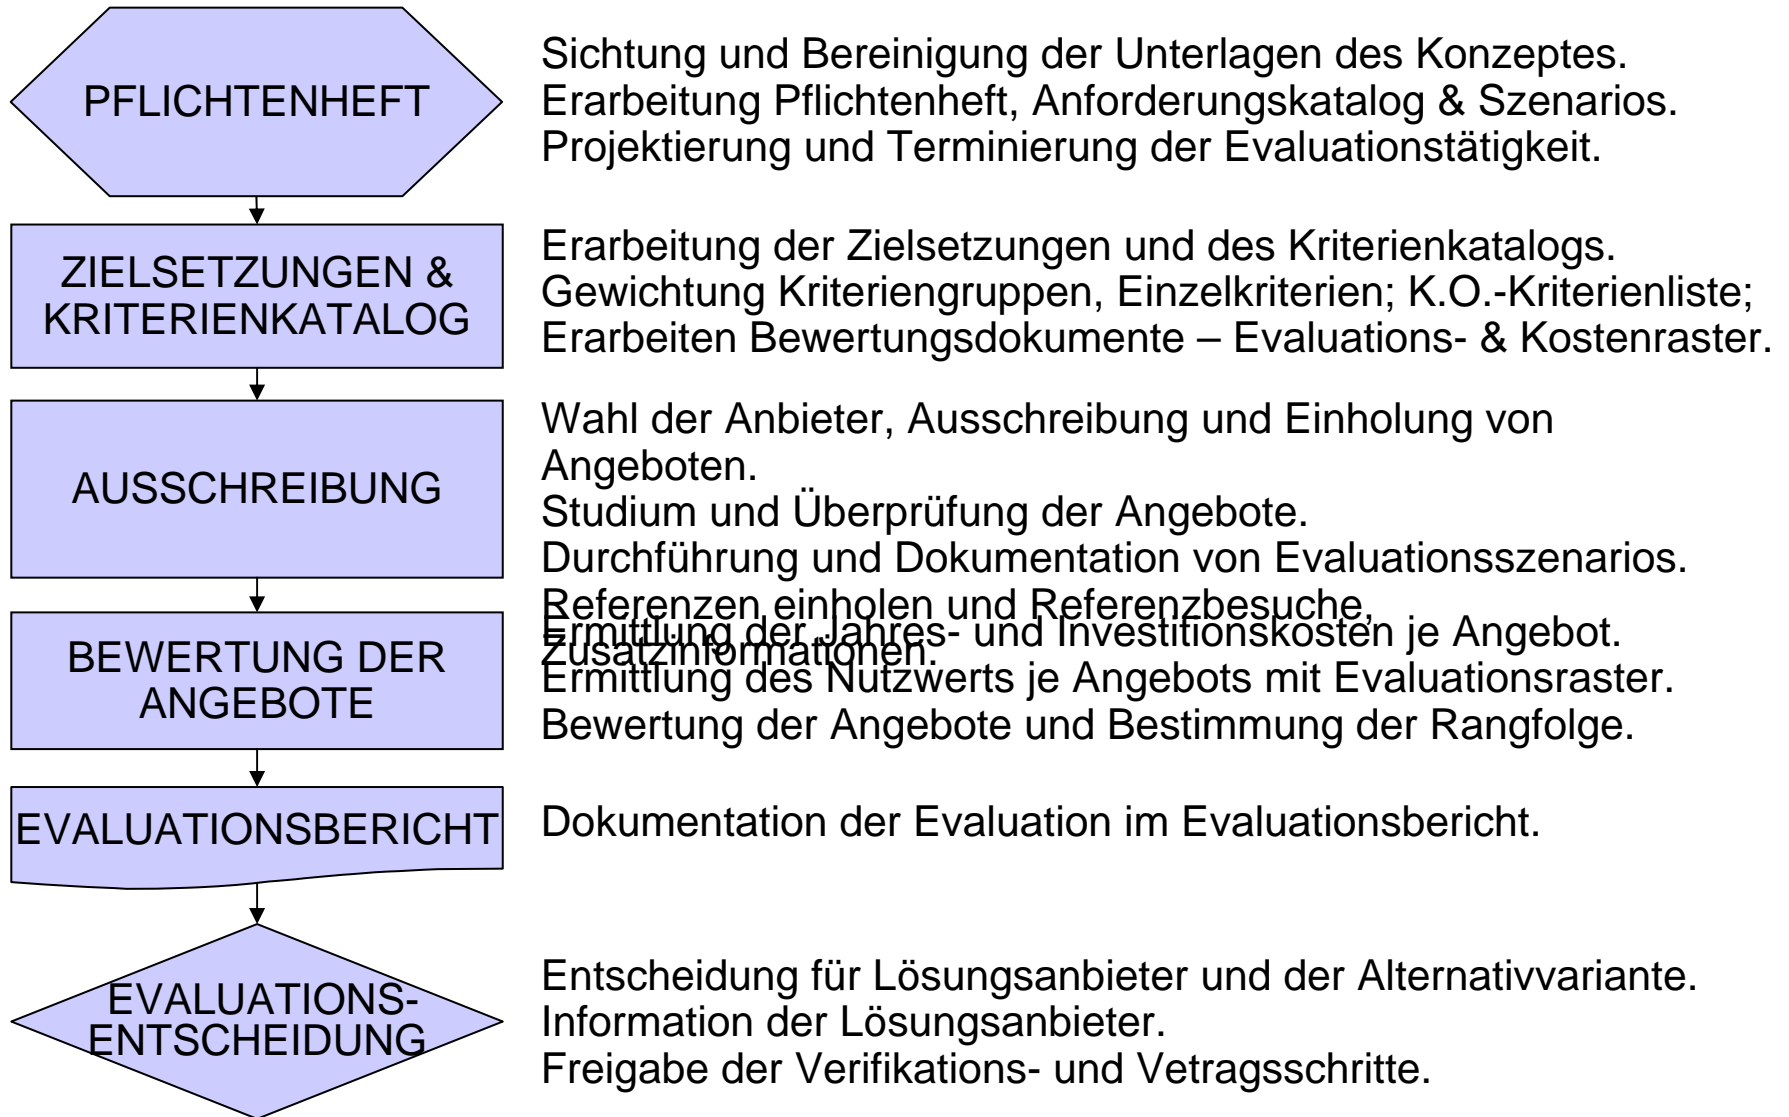 PFLICHTENHEFT
Sichtung und Bereinigung der Unterlagen des Konzeptes.
Erarbeitung Pflichtenheft, Anforderungskatalog & Szenarios.
Projektierung und Terminierung der Evaluationstätigkeit.
ZIELSETZUNGEN &
KRITERIENKATALOG
Erarbeitung der Zielsetzungen und des Kriterienkatalogs.
Gewichtung Kriteriengruppen, Einzelkriterien; K.O.-Kriterienliste;
Erarbeiten Bewertungsdokumente – Evaluations- & Kostenraster.
AUSSCHREIBUNG
Wahl der Anbieter, Ausschreibung und Einholung von
Angeboten.
Studium und Überprüfung der Angebote.
Durchführung und Dokumentation von Evaluationsszenarios.
Referenzen einholen und Referenzbesuche,
Zusatzinformationen.
BEWERTUNG DER
ANGEBOTE
Ermittlung der Jahres- und Investitionskosten je Angebot.
Ermittlung des Nutzwerts je Angebots mit Evaluationsraster.
Bewertung der Angebote und Bestimmung der Rangfolge.
EVALUATIONSBERICHT
Dokumentation der Evaluation im Evaluationsbericht.
EVALUATIONS-
ENTSCHEIDUNG
Entscheidung für Lösungsanbieter und der Alternativvariante.
Information der Lösungsanbieter.
Freigabe der Verifikations- und Vetragsschritte.